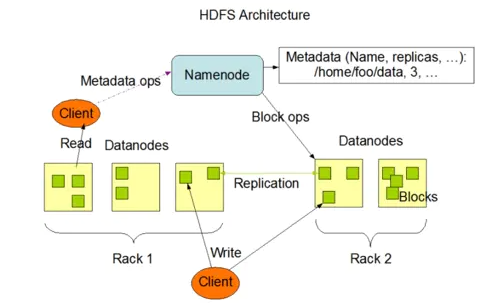 HDFS Architecture
Metadata (Name, replicas, ...):
/home/foo/data, 3, ...
Namenode
Metadata ops
Client
Block ops
Read
Datanodes
Datanodes
Replication
Blocks
Write
Rack 1
Rack 2
Client